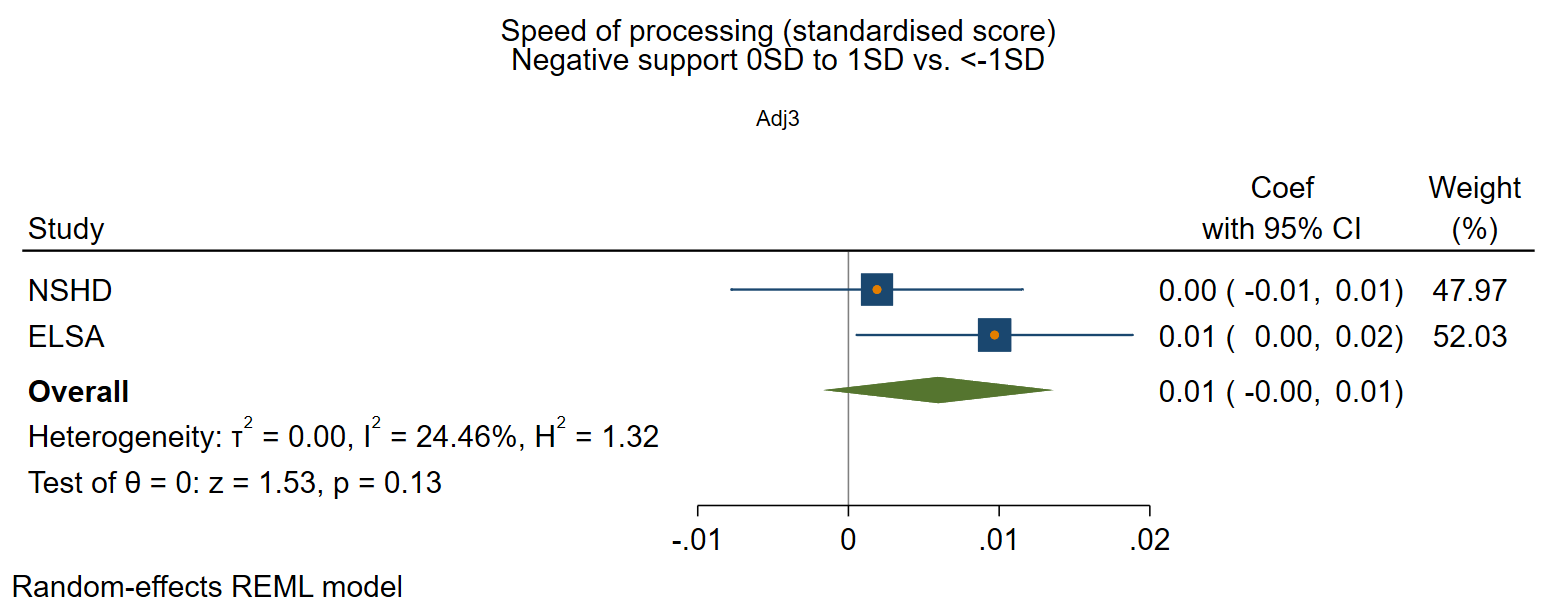 Speed of processing (standardised score)
Negative support 0SD to 1SD vs. <-1SD
Adj3
Coef Weight
Study with 95% CI (%)
NSHD 0.00 ( -0.01, 0.01) 47.97
ELSA 0.01 ( 0.00, 0.02) 52.03
Overall 0.01 ( -0.00, 0.01)
Heterogeneity: τ² = 0.00, I² = 24.46%, H² = 1.32
Test of θ = 0: z = 1.53, p = 0.13
-.01 0 .01 .02
Random-effects REML model